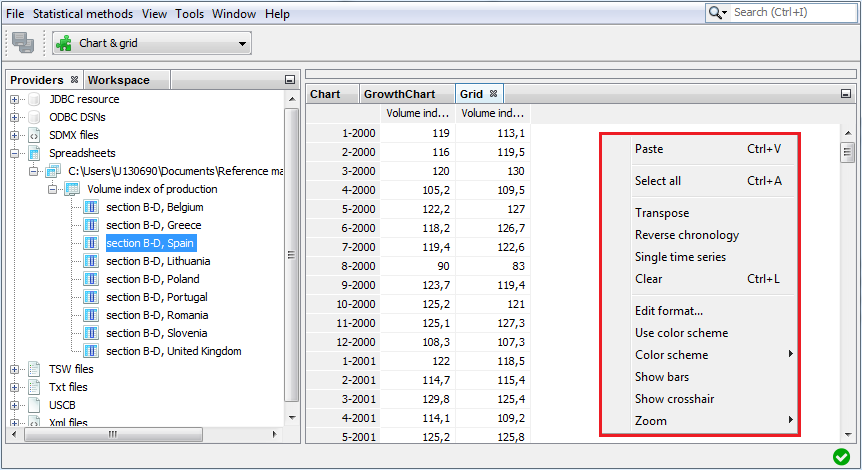 File Statistical methods View Tools Window Help
Search (Ctrl+I)
Chart & grid
Providers Workspace
JDBC resource
ODBC DSNs
SDMX files
Spreadsheets
C:\Users\U130690\Documents\Reference ma
Volume index of production
section B-D, Belgium
section B-D, Greece
section B-D, Spain
section B-D, Lithuania
section B-D, Poland
section B-D, Portugal
section B-D, Romania
section B-D, Slovenia
section B-D, United Kingdom
TSW files
Txt files
USCB
Xml files
Chart GrowthChart Grid
Volume ind... Volume ind...
1-2000 119 113,1
2-2000 116 119,5
3-2000 120 130
4-2000 105,2 109,5
5-2000 122,2 127
6-2000 118,2 126,7
7-2000 119,4 122,6
8-2000 90 83
9-2000 123,7 119,4
10-2000 125,2 121
11-2000 125,1 127,3
12-2000 108,3 107,3
1-2001 122 118,5
2-2001 114,7 115,4
3-2001 129,8 125,4
4-2001 114,1 109,2
5-2001 125,2 125,8
Paste Ctrl+V
Select all Ctrl+A
Transpose
Reverse chronology
Single time series
Clear Ctrl+L
Edit format...
Use color scheme
Color scheme
Show bars
Show crosshair
Zoom